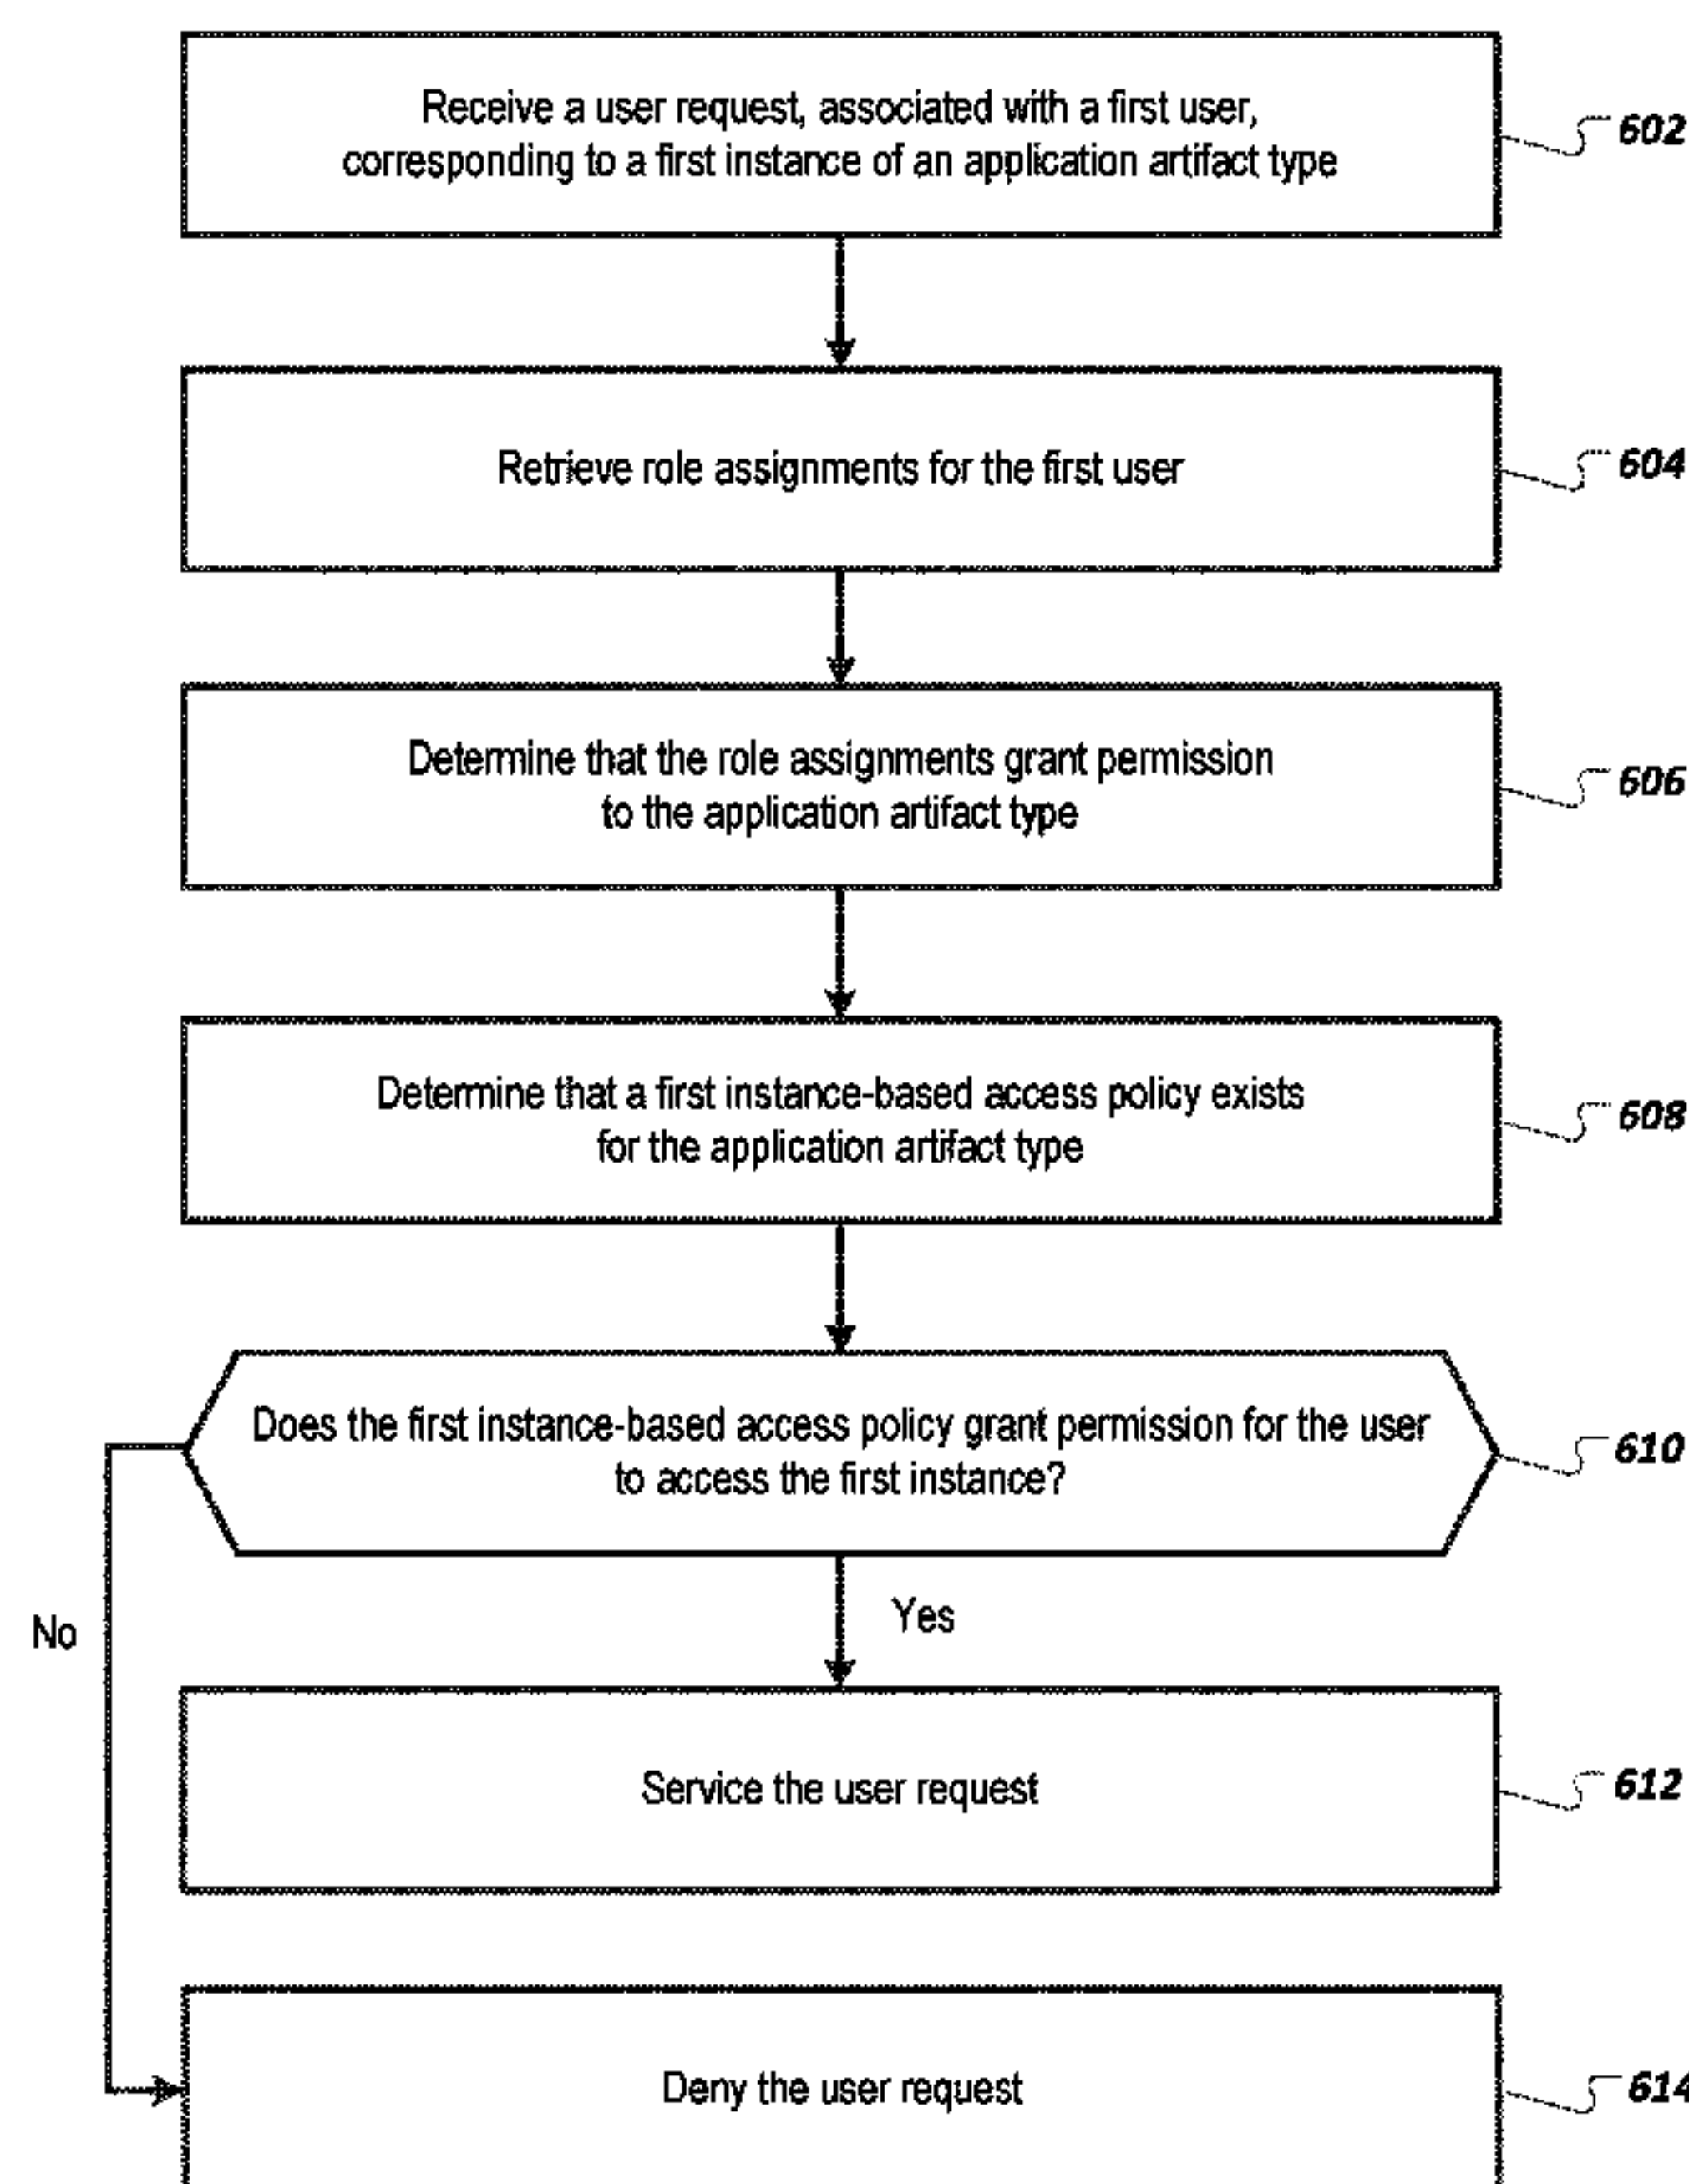 Receive a user request, associated with a first user,
corresponding to a first instance of an application artifact type
602
Retrieve role assignments for the first user
604
Determine that the role assignments grant permission
to the application artifact type
606
Determine that a first instance-based access policy exists
for the application artifact type
608
Does the first instance-based access policy grant permission for the user
to access the first instance?
610
No
Yes
Service the user request
612
Deny the user request
614